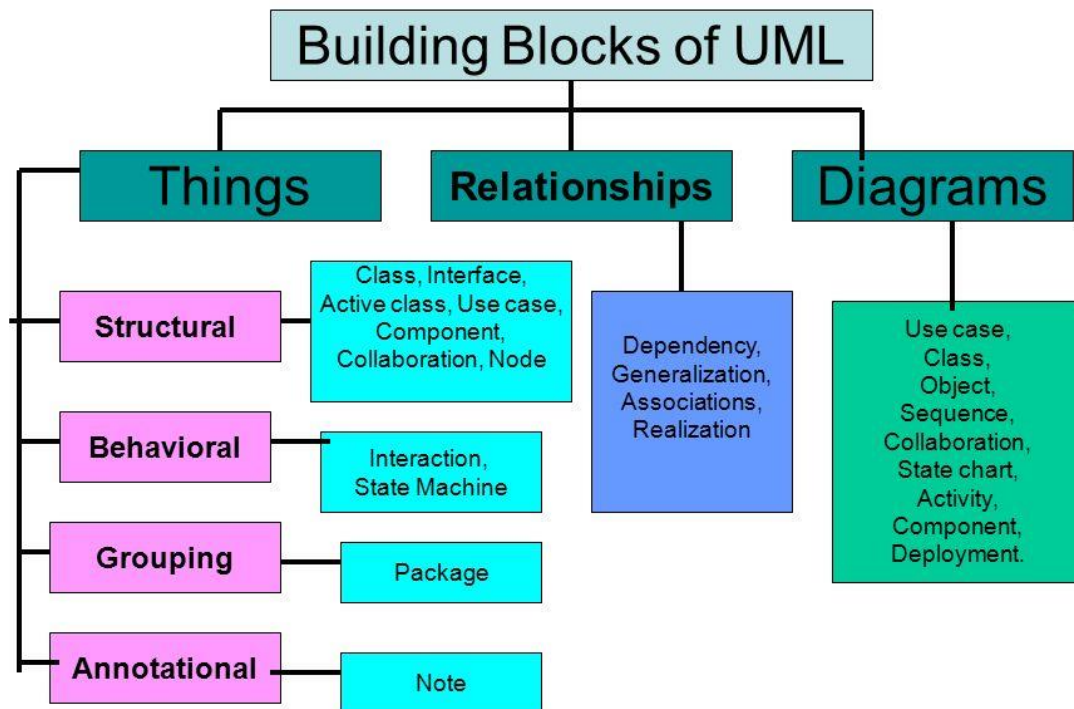 Building Blocks of UML
Things
Relationships
Diagrams
Structural
Class, Interface,
Active class, Use case,
Component,
Collaboration, Node
Behavioral
Interaction,
State Machine
Grouping
Package
Annotational
Note
Dependency,
Generalization,
Associations,
Realization
Use case,
Class,
Object,
Sequence,
Collaboration,
State chart,
Activity,
Component,
Deployment.